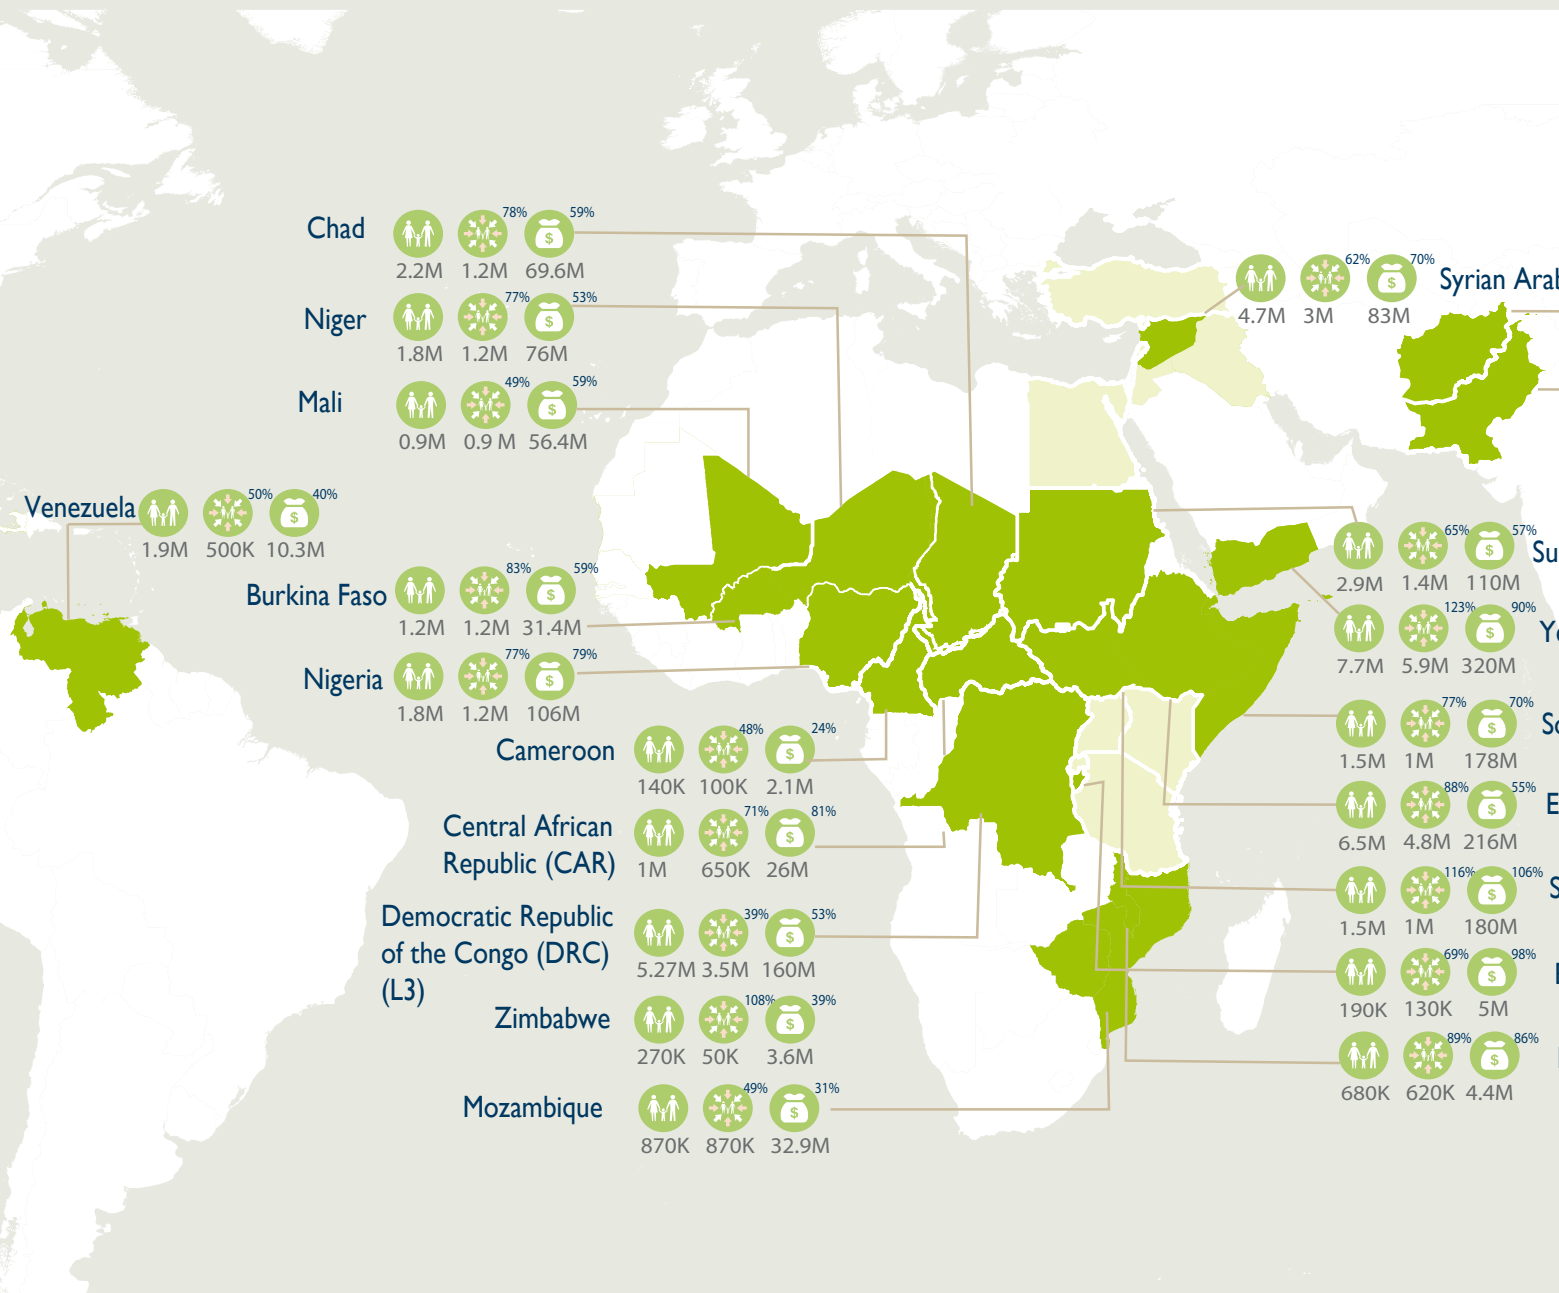 Chad
78%
59%
2.2M 1.2M 69.6M
Niger
77%
53%
1.8M 1.2M 76M
Mali
49%
59%
0.9M 0.9 M 56.4M
Venezuela
50%
40%
1.9M 500K 10.3M
Burkina Faso
83%
59%
1.2M 1.2M 31.4M
Nigeria
77%
79%
1.8M 1.2M 106M
Cameroon
48%
24%
140K 100K 2.1M
Central African
Republic (CAR)
71%
81%
1M 650K 26M
Democratic Republic
of the Congo (DRC)
(L3)
39%
53%
5.27M 3.5M 160M
Zimbabwe
108%
39%
270K 50K 3.6M
Mozambique
49%
31%
870K 870K 32.9M
62%
70%
Syrian Arab
4.7M 3M 83M
65%
57%
Su
2.9M 1.4M 110M
123%
90%
Ye
7.7M 5.9M 320M
77%
70%
So
1.5M 1M 178M
88%
55%
E
6.5M 4.8M 216M
116%
106%
S
1.5M 1M 180M
69%
98%
190K 130K 5M
89%
86%
680K 620K 4.4M